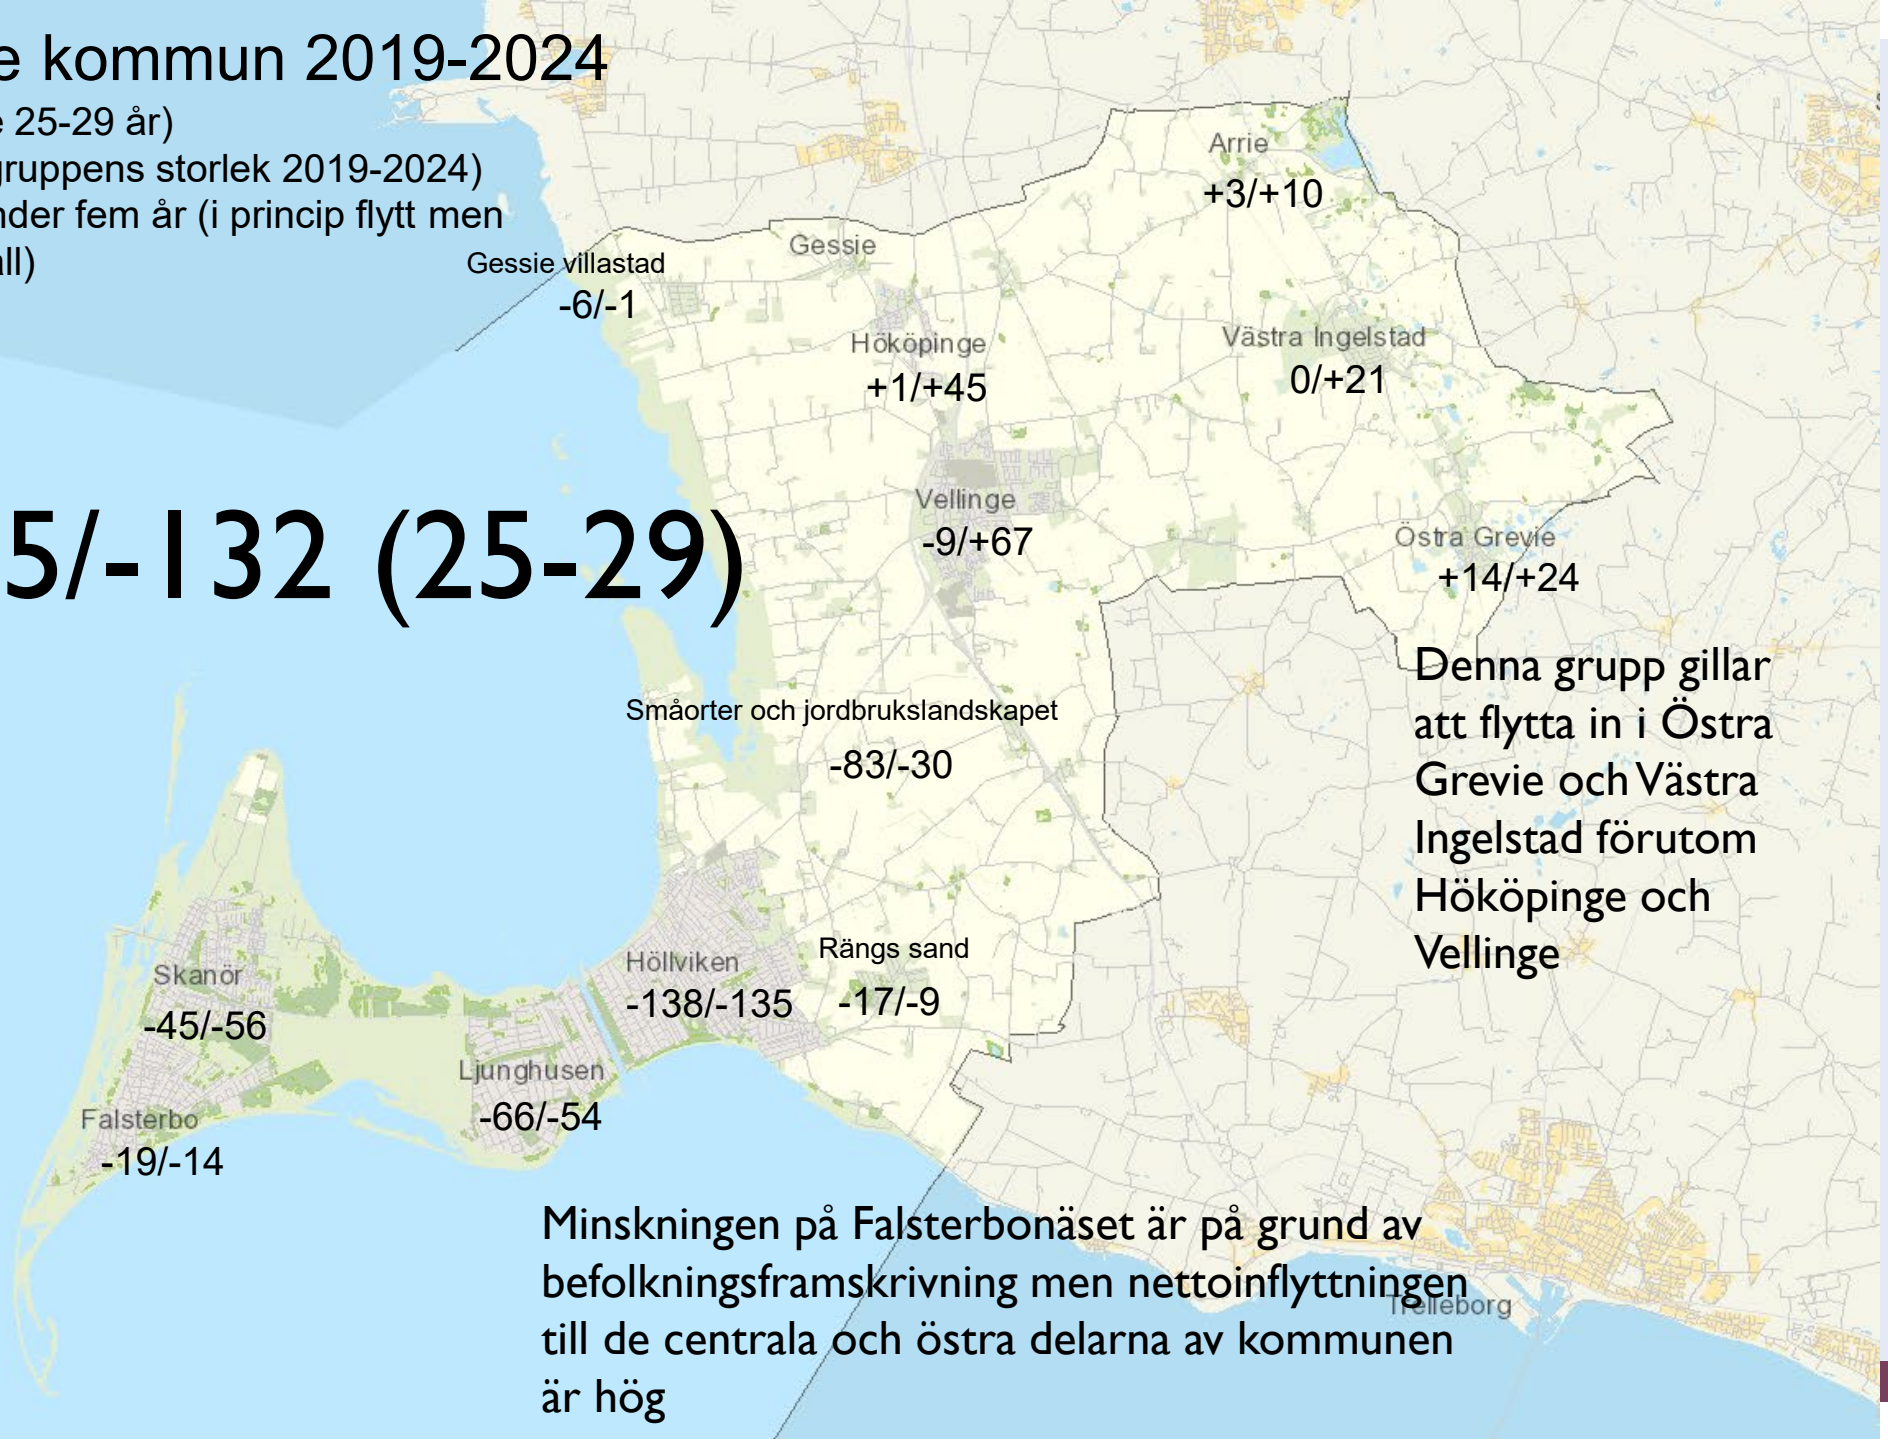 e kommun 2019-2024
e 25-29 år)
gruppens storlek 2019-2024)
nder fem år (i princip flytt men
all)
Arrie
+3/+10
Gessie
Gessie villastad
-6/-1
Hököpinge
+1/+45
Västra Ingelstad
0/+21
Vellinge
-9/+67
5/-132 (25-29)
Östra Grevie
+14/+24
Denna grupp gillar
att flytta in i Östra
Grevie och Västra
Ingelstad förutom
Hököpinge och
Vellinge
Småorter och jordbrukslandskapet
-83/-30
Skanör
-45/-56
Höllviken
-138/-135
Rängs sand
-17/-9
Ljunghusen
-66/-54
Falsterbo
-19/-14
Minskningen på Falsterbonäset är på grund av
befolkningsframskrivning men nettoinflyttningen
till de centrala och östra delarna av kommunen
är hög
Trelleborg